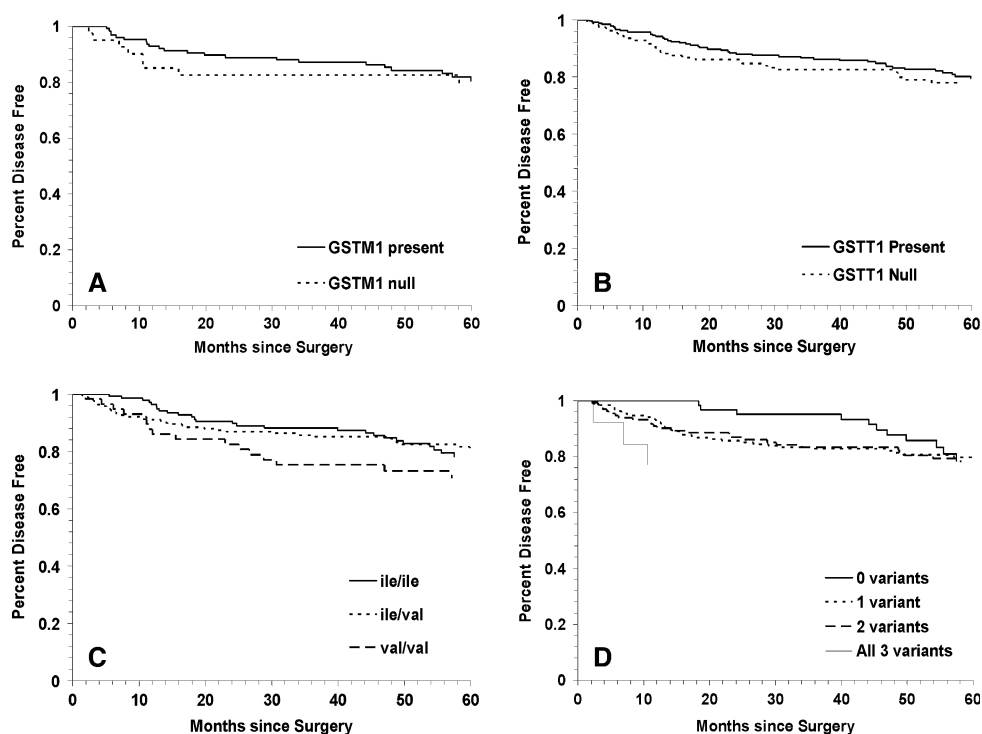 Percent Disease Free
1
0.8
0.6
0.4
0.2
0
GSTM1 present
GSTM1 null
A
0 10 20 30 40 50 60
Months since Surgery
Percent Disease Free
1
0.8
0.6
0.4
0.2
0
GSTT1 Present
GSTT1 Null
B
0 10 20 30 40 50 60
Months since Surgery
Percent Disease Free
1
0.8
0.6
0.4
0.2
0
ile/ile
ile/val
val/val
C
0 10 20 30 40 50 60
Months since Surgery
Percent Disease Free
1
0.8
0.6
0.4
0.2
0
0 variants
1 variant
2 variants
All 3 variants
D
0 10 20 30 40 50 60
Months since Surgery